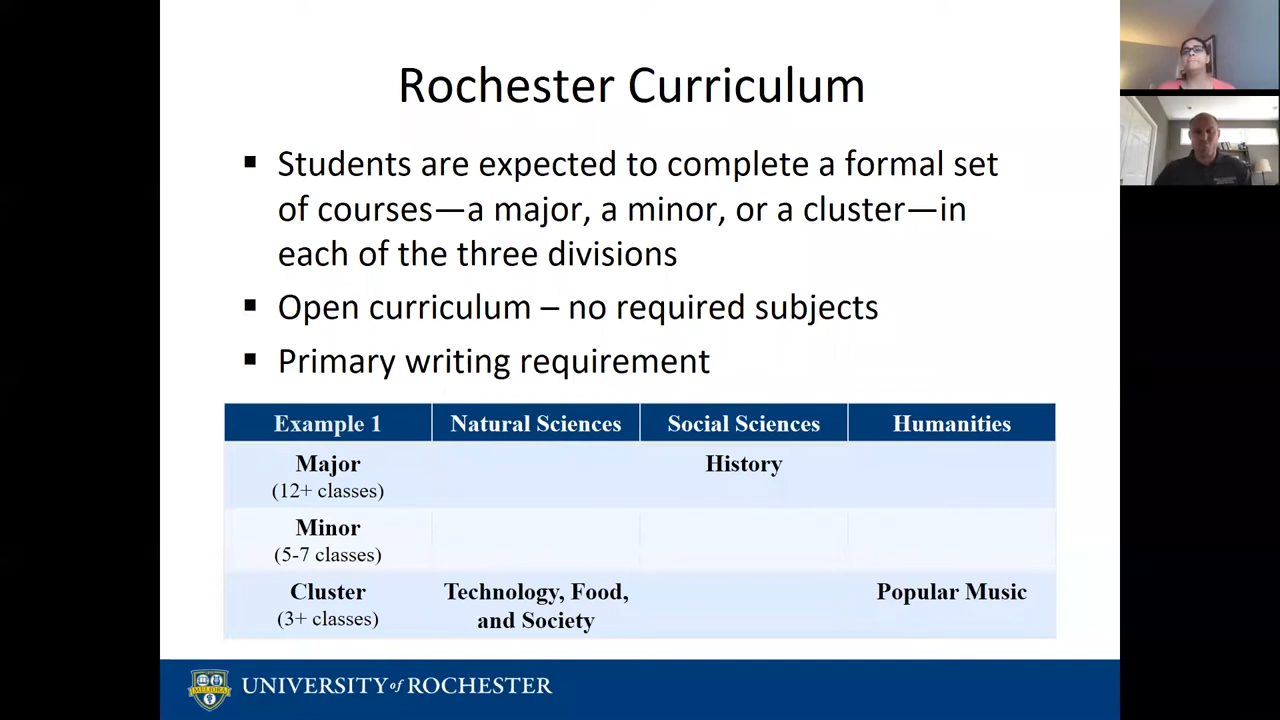 Rochester Curriculum
▪ Students are expected to complete a formal set
of courses—a major, a minor, or a cluster—in
each of the three divisions
▪ Open curriculum – no required subjects
▪ Primary writing requirement
Example 1 Natural Sciences Social Sciences Humanities
Major History
(12+ classes)
Minor
(5-7 classes)
Cluster Technology, Food, Popular Music
(3+ classes) and Society
MELIORA
UNIVERSITY of ROCHESTER